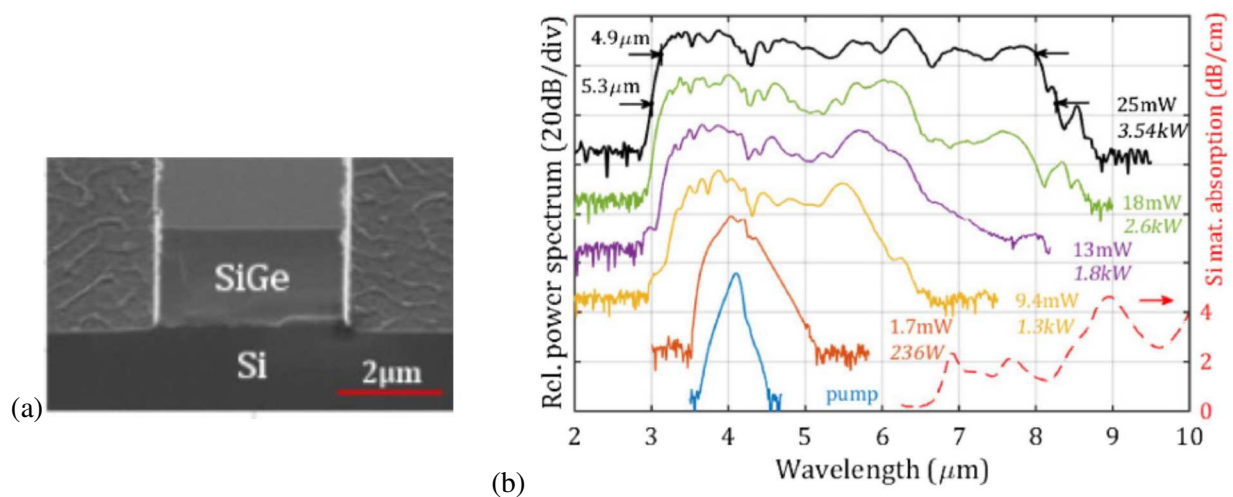 (a)
SiGe
Si
2μm
(b)
Rel. power spectrum (20dB/div)
4.9μm
5.3μm
25mW
3.54kW
18mW
2.6kW
13mW
1.8kW
9.4mW
1.3kW
1.7mW
236W
pump
Si mat. absorption (dB/cm)
4
2
0
2 3 4 5 6 7 8 9 10
Wavelength (μm)